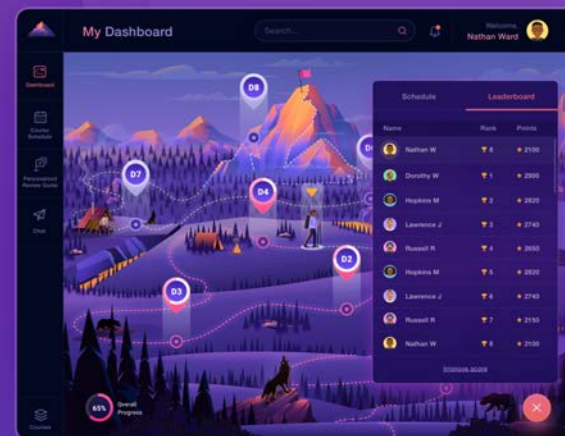 My Dashboard
Search...
Welcome,
Nathan Ward
Dashboard
Course
Schedule
Personalized
Review Guide
Chat
Courses
D8
D7
D4
D2
D3
65%
Overall
Progress
Schedule
Leaderboard
Name Rank Points
Nathan W 8 2100
Dorothy W 1 2900
Hopkins M 2 2820
Lawrence J 3 2740
Russell R 4 2650
Hopkins M 5 2820
Lawrence J 6 2740
Russell R 7 2150
Nathan W 8 2100
Improve score